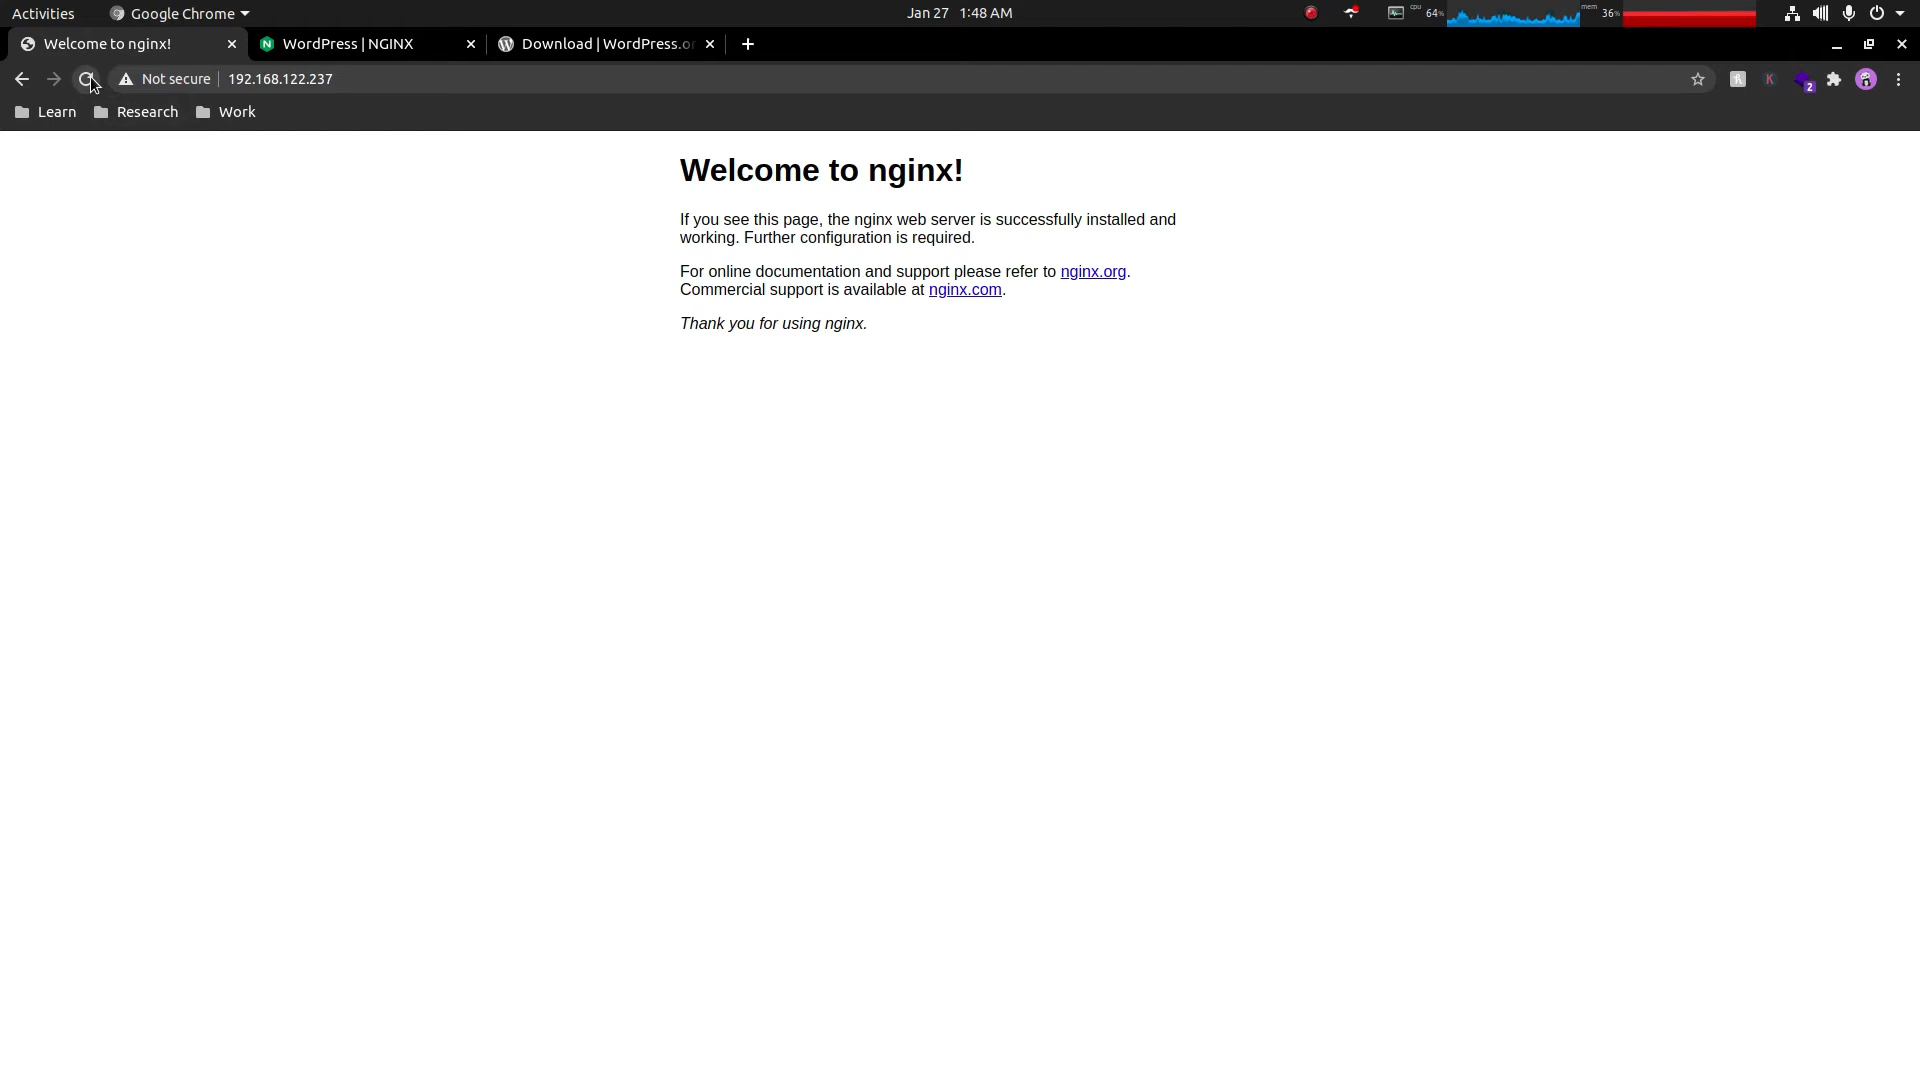 Activities Google Chrome Jan 27 1:48 AM cpu 64% mem 36%
Welcome to nginx! WordPress | NGINX Download | WordPress.or
Not secure 192.168.122.237 K 2
Learn Research Work
Welcome to nginx!
If you see this page, the nginx web server is successfully installed and
working. Further configuration is required.
For online documentation and support please refer to nginx.org.
Commercial support is available at nginx.com.
Thank you for using nginx.